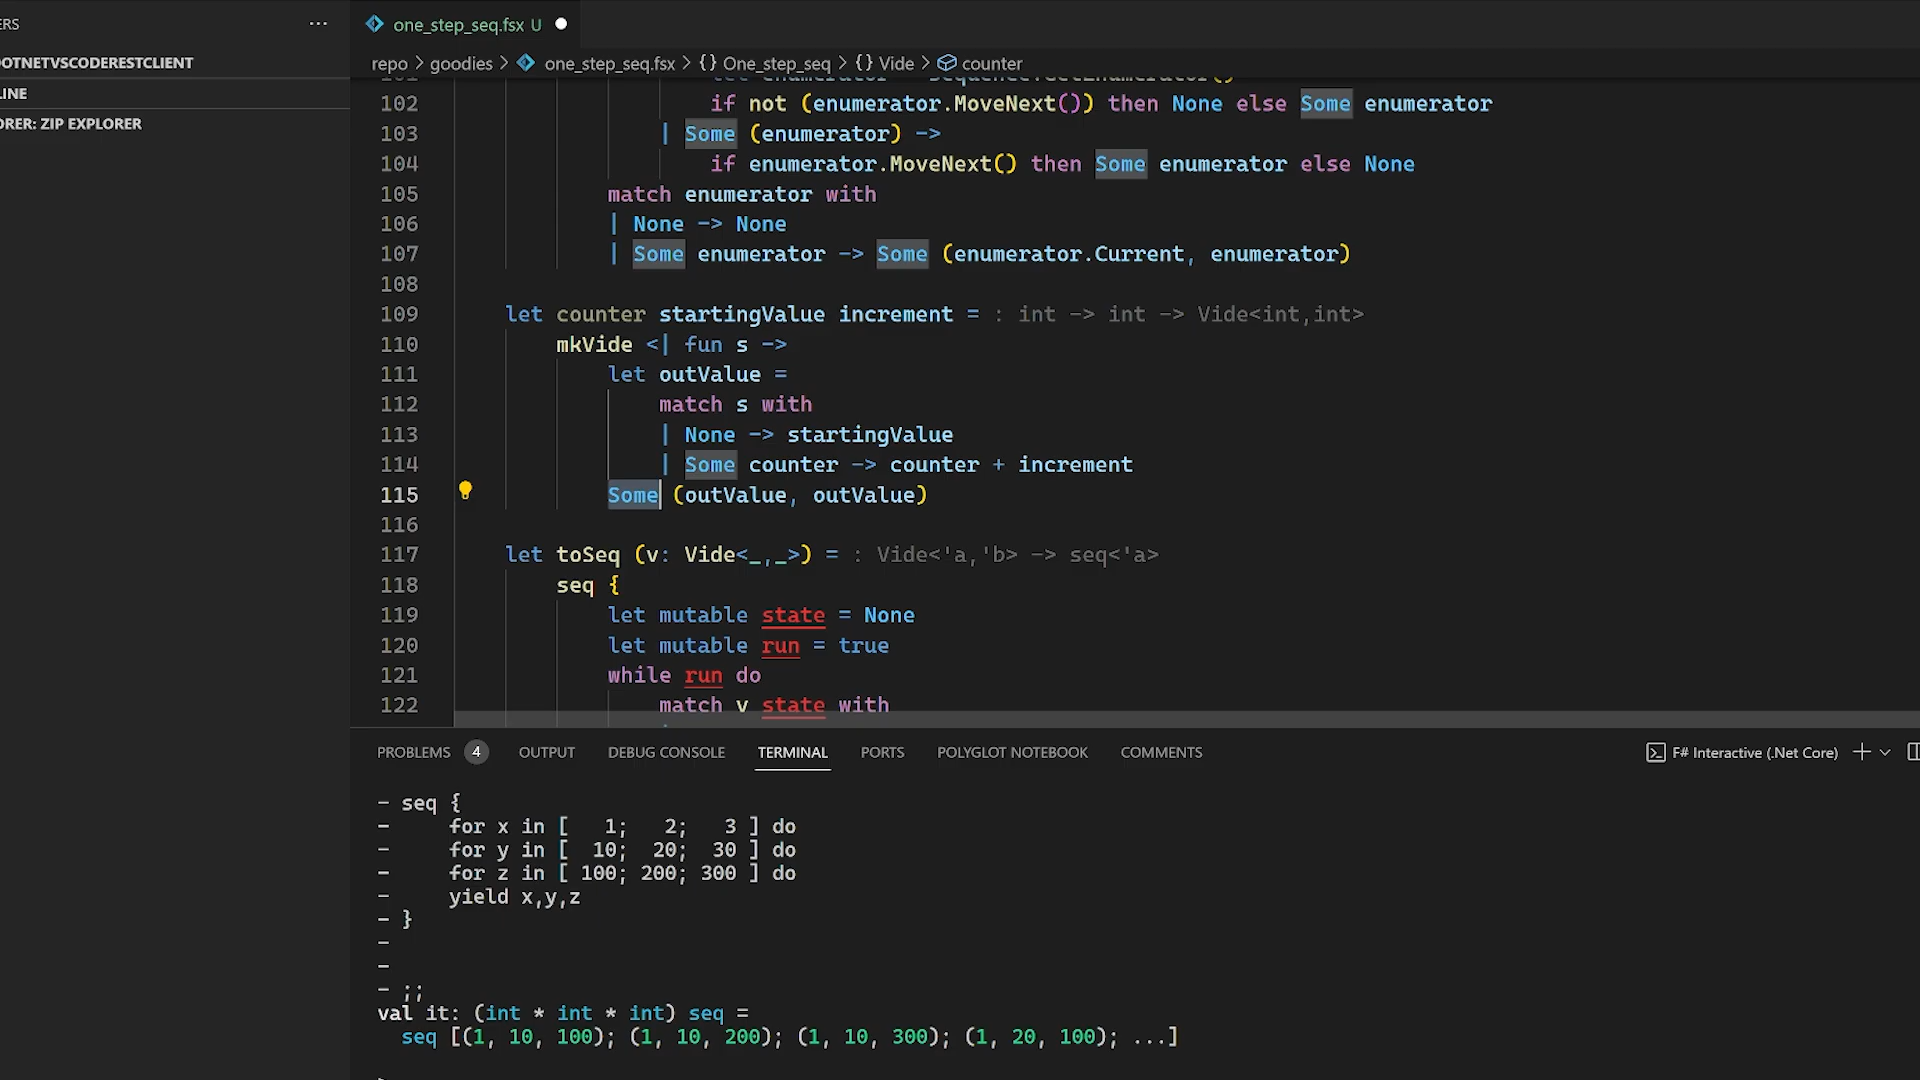 ERS ···
OTNETVSCODERESTCLIENT
LINE
ORER: ZIP EXPLORER
one_step_seq.fsx U
repo > goodies > one_step_seq.fsx > {} One_step_seq > {} Vide > counter
102 if not (enumerator.MoveNext()) then None else Some enumerator
103 | Some (enumerator) ->
104 if enumerator.MoveNext() then Some enumerator else None
105 match enumerator with
106 | None -> None
107 | Some enumerator -> Some (enumerator.Current, enumerator)
108
109 let counter startingValue increment = : int -> int -> Vide<int,int>
110 mkVide <| fun s ->
111 let outValue =
112 match s with
113 | None -> startingValue
114 | Some counter -> counter + increment
115 Some (outValue, outValue)
116
117 let toSeq (v: Vide<_,_>) = : Vide<'a,'b> -> seq<'a>
118 seq {
119 let mutable state = None
120 let mutable run = true
121 while run do
122 match v state with
PROBLEMS 4 OUTPUT DEBUG CONSOLE TERMINAL PORTS POLYGLOT NOTEBOOK COMMENTS F# Interactive (.Net Core)
- seq {
- for x in [ 1; 2; 3 ] do
- for y in [ 10; 20; 30 ] do
- for z in [ 100; 200; 300 ] do
- yield x,y,z
- }
-
-
- ;;
val it: (int * int * int) seq =
seq [(1, 10, 100); (1, 10, 200); (1, 10, 300); (1, 20, 100); ...]